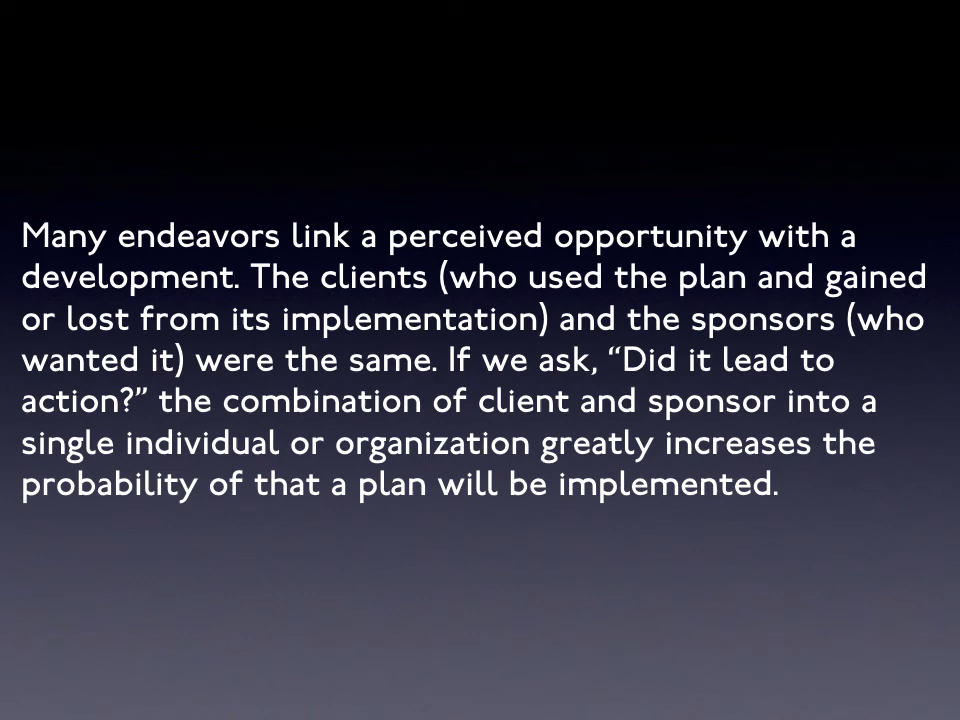 Many endeavors link a perceived opportunity with a
development. The clients (who used the plan and gained
or lost from its implementation) and the sponsors (who
wanted it) were the same. If we ask, “Did it lead to
action?” the combination of client and sponsor into a
single individual or organization greatly increases the
probability of that a plan will be implemented.